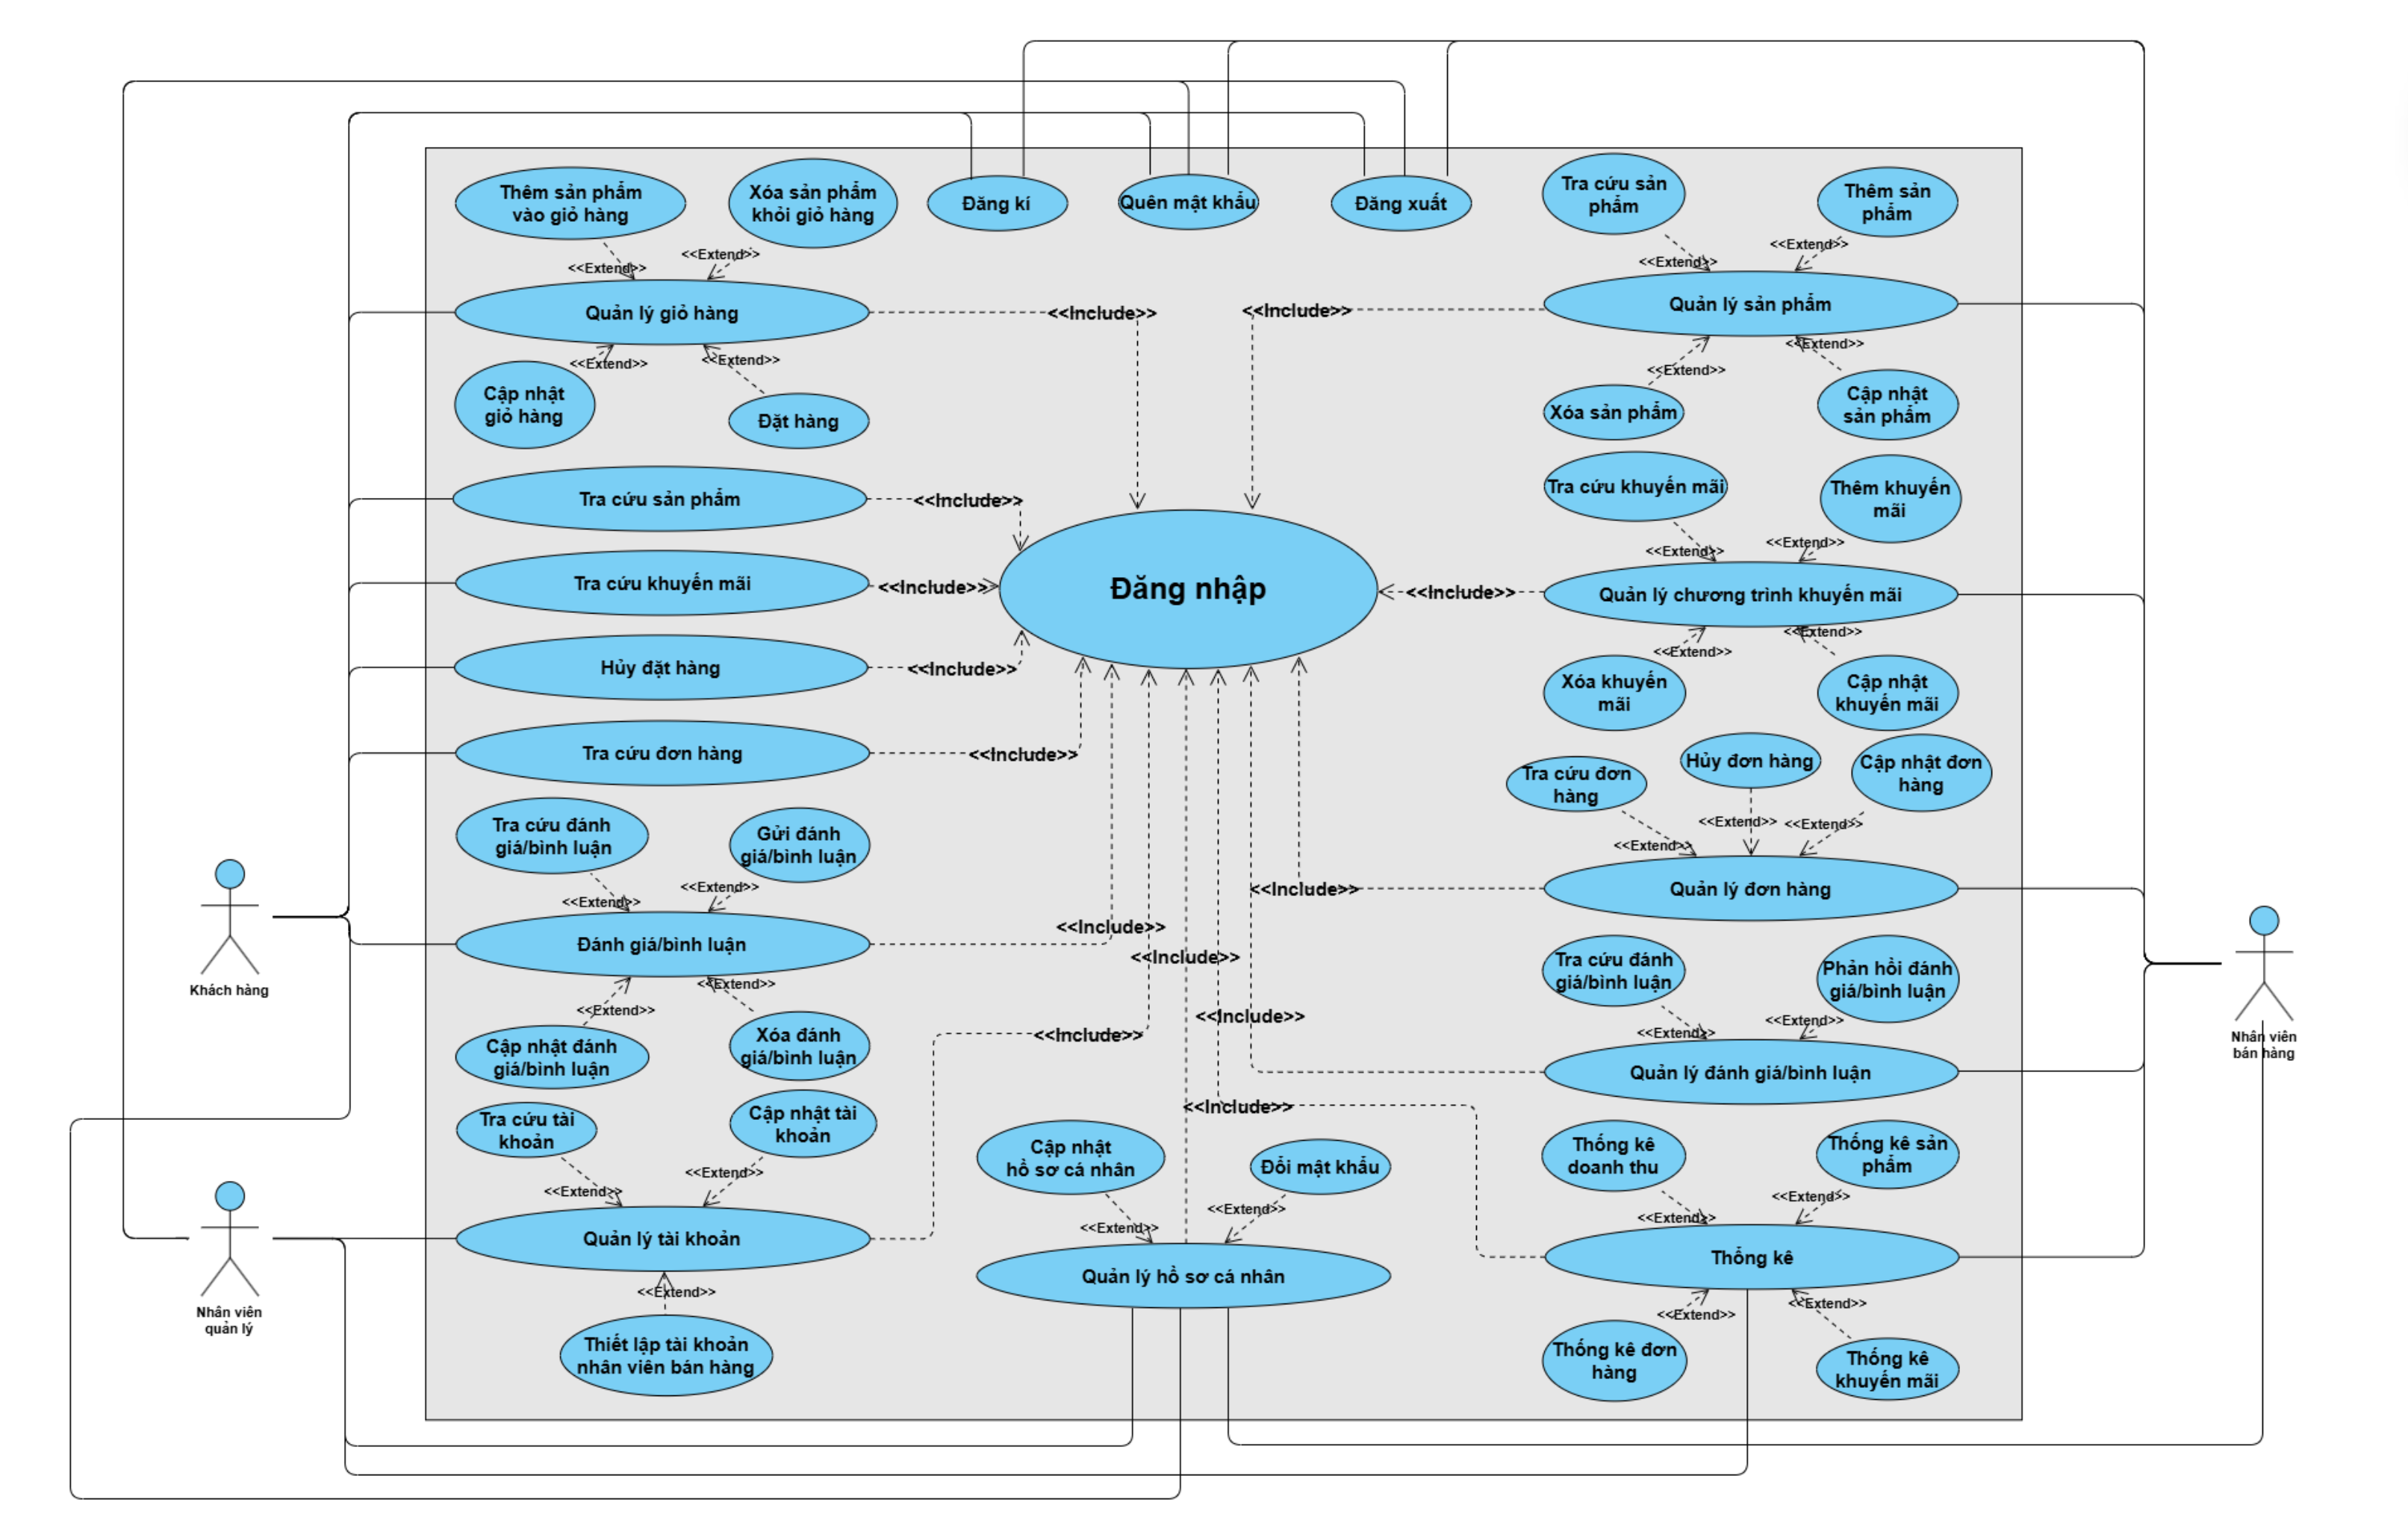 Thêm sản phẩm
vào giỏ hàng
Xóa sản phẩm
khỏi giỏ hàng
Đăng kí
Quên mật khẩu
Đăng xuất
Tra cứu sản
phẩm
Thêm sản
phẩm
<<Extend>>
<<Extend>>
<<Extend>>
<<Extend>>
Quản lý giỏ hàng
<<Include>>
<<Include>>
Quản lý sản phẩm
<<Extend>>
<<Extend>>
<<Extend>>
<<Extend>>
Cập nhật
giỏ hàng
Đặt hàng
Xóa sản phẩm
Cập nhật
sản phẩm
Tra cứu sản phẩm
<<Include>>
Tra cứu khuyến mãi
Thêm khuyến
mãi
<<Extend>>
<<Extend>>
Tra cứu khuyến mãi
<<Include>>
Đăng nhập
<<Include>>
Quản lý chương trình khuyến mãi
<<Extend>>
<<Extend>>
Hủy đặt hàng
<<Include>>
Xóa khuyến
mãi
Cập nhật
khuyến mãi
Tra cứu đơn hàng
<<Include>>
Tra cứu đơn
hàng
Hủy đơn hàng
Cập nhật đơn
hàng
<<Extend>>
<<Extend>>
<<Extend>>
Tra cứu đánh
giá/bình luận
Gửi đánh
giá/bình luận
<<Extend>>
<<Extend>>
<<Include>>
Quản lý đơn hàng
Khách hàng
Đánh giá/bình luận
<<Include>>
<<Include>>
<<Extend>>
<<Extend>>
Tra cứu đánh
giá/bình luận
Phản hồi đánh
giá/bình luận
<<Extend>>
<<Extend>>
Nhân viên
bán hàng
Cập nhật đánh
giá/bình luận
Xóa đánh
giá/bình luận
<<Include>>
<<Include>>
Quản lý đánh giá/bình luận
<<Include>>
Tra cứu tài
khoản
Cập nhật tài
khoản
<<Extend>>
<<Extend>>
Cập nhật
hồ sơ cá nhân
Đổi mật khẩu
<<Extend>>
<<Extend>>
Thống kê
doanh thu
Thống kê sản
phẩm
<<Extend>>
<<Extend>>
Nhân viên
quản lý
Quản lý tài khoản
Quản lý hồ sơ cá nhân
Thống kê
<<Extend>>
<<Extend>>
<<Extend>>
Thiết lập tài khoản
nhân viên bán hàng
Thống kê đơn
hàng
Thống kê
khuyến mãi